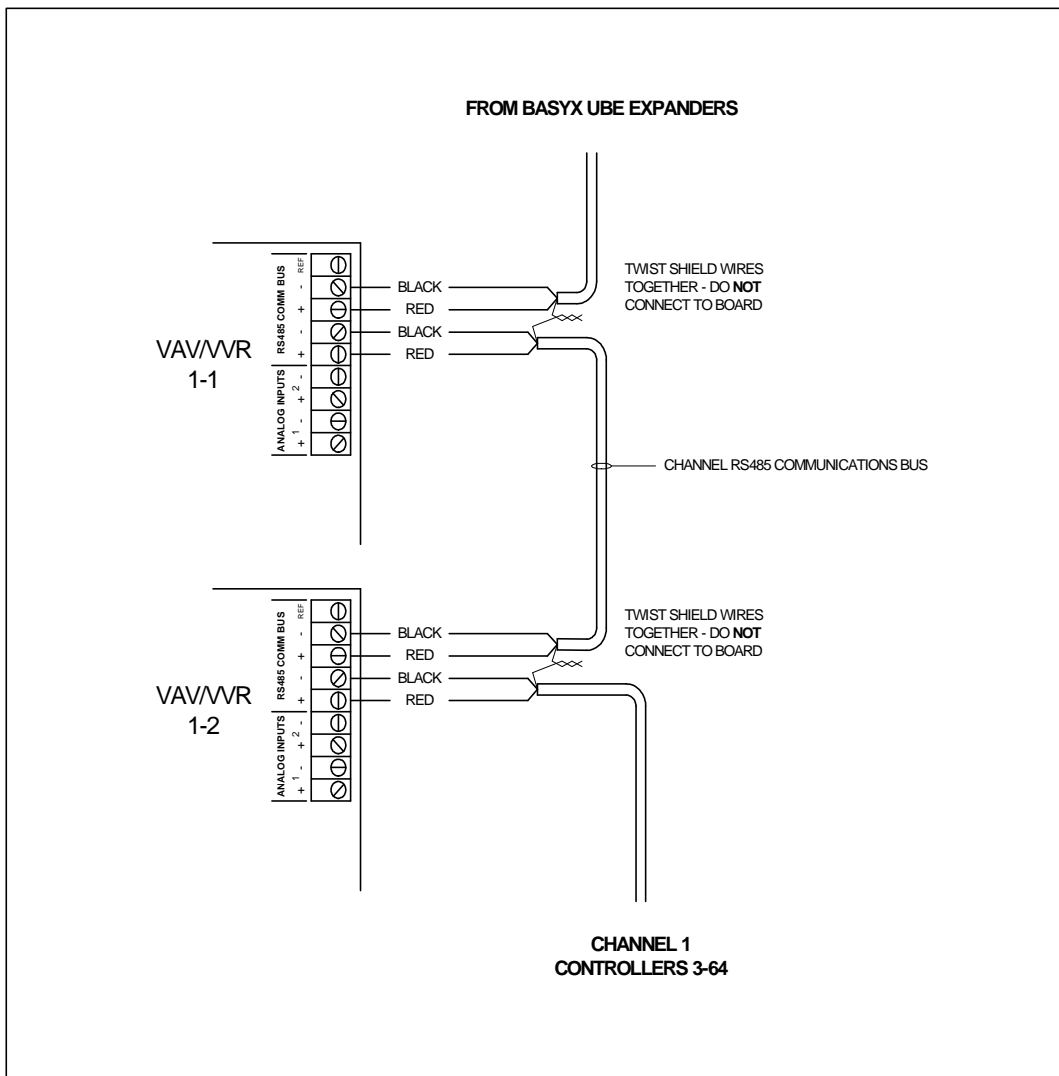 FROM BASYX UBE EXPANDERS
TWIST SHIELD WIRES
TOGETHER - DO NOT
CONNECT TO BOARD
BLACK
RED
BLACK
RED
VAV/VVR
1-1
RS485 COMM BUS
REF
-
+
-
+
ANALOG INPUTS
2 -
+
1 -
+
CHANNEL RS485 COMMUNICATIONS BUS
TWIST SHIELD WIRES
TOGETHER - DO NOT
CONNECT TO BOARD
BLACK
RED
BLACK
RED
VAV/VVR
1-2
RS485 COMM BUS
REF
-
+
-
+
ANALOG INPUTS
2 -
+
1 -
+
CHANNEL 1
CONTROLLERS 3-64